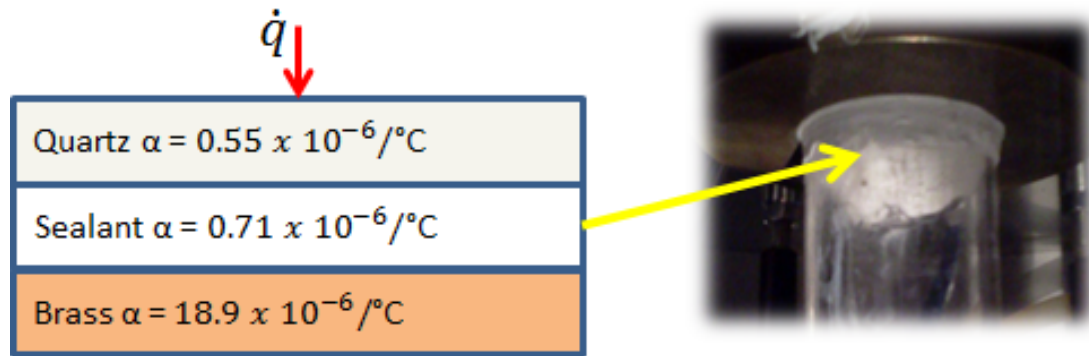 q̇
Quartz α = 0.55 x 10⁻⁶/°C
Sealant α = 0.71 x 10⁻⁶/°C
Brass α = 18.9 x 10⁻⁶/°C